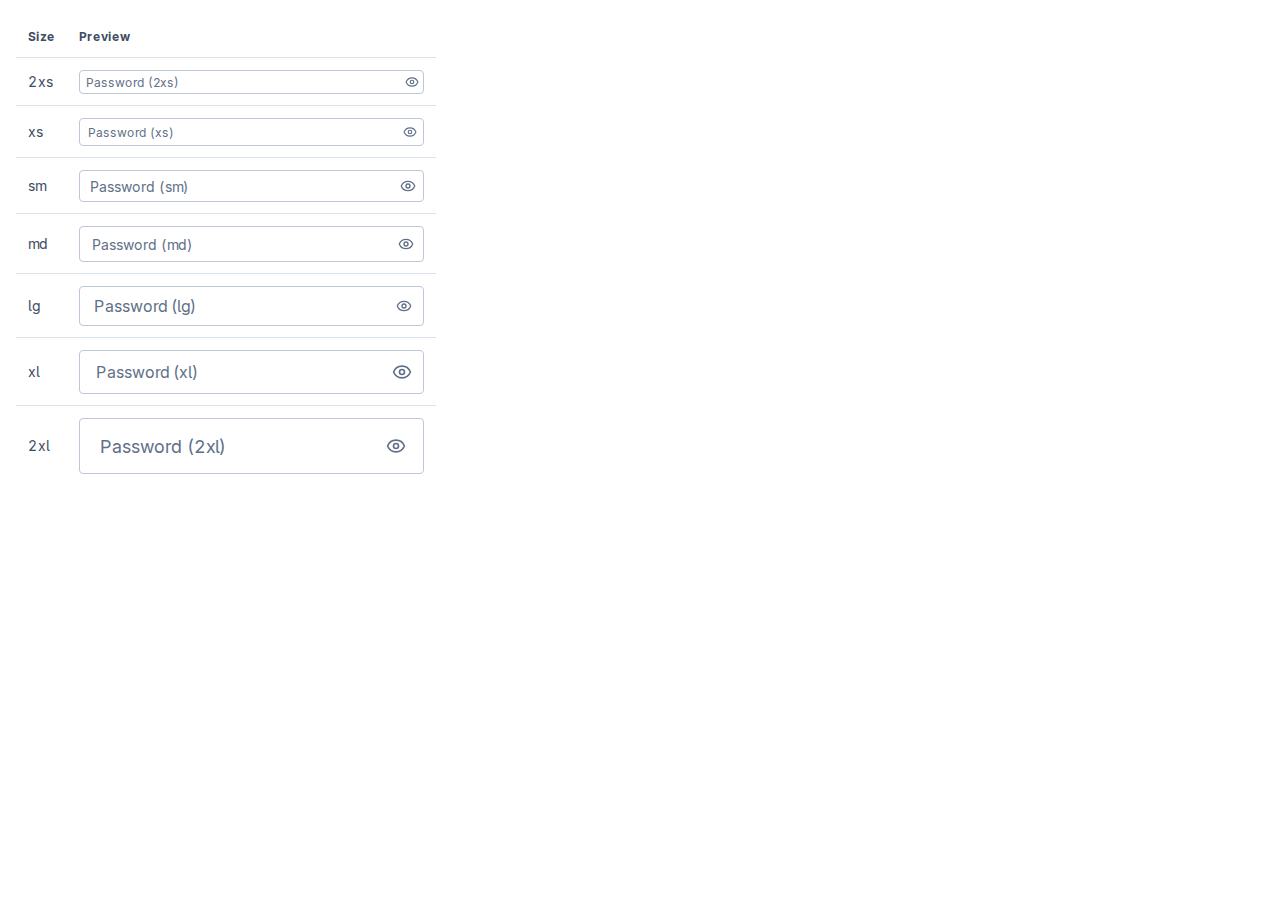 Size Preview
2xs Password (2xs)
xs Password (xs)
sm Password (sm)
md Password (md)
lg Password (lg)
xl Password (xl)
2xl Password (2xl)